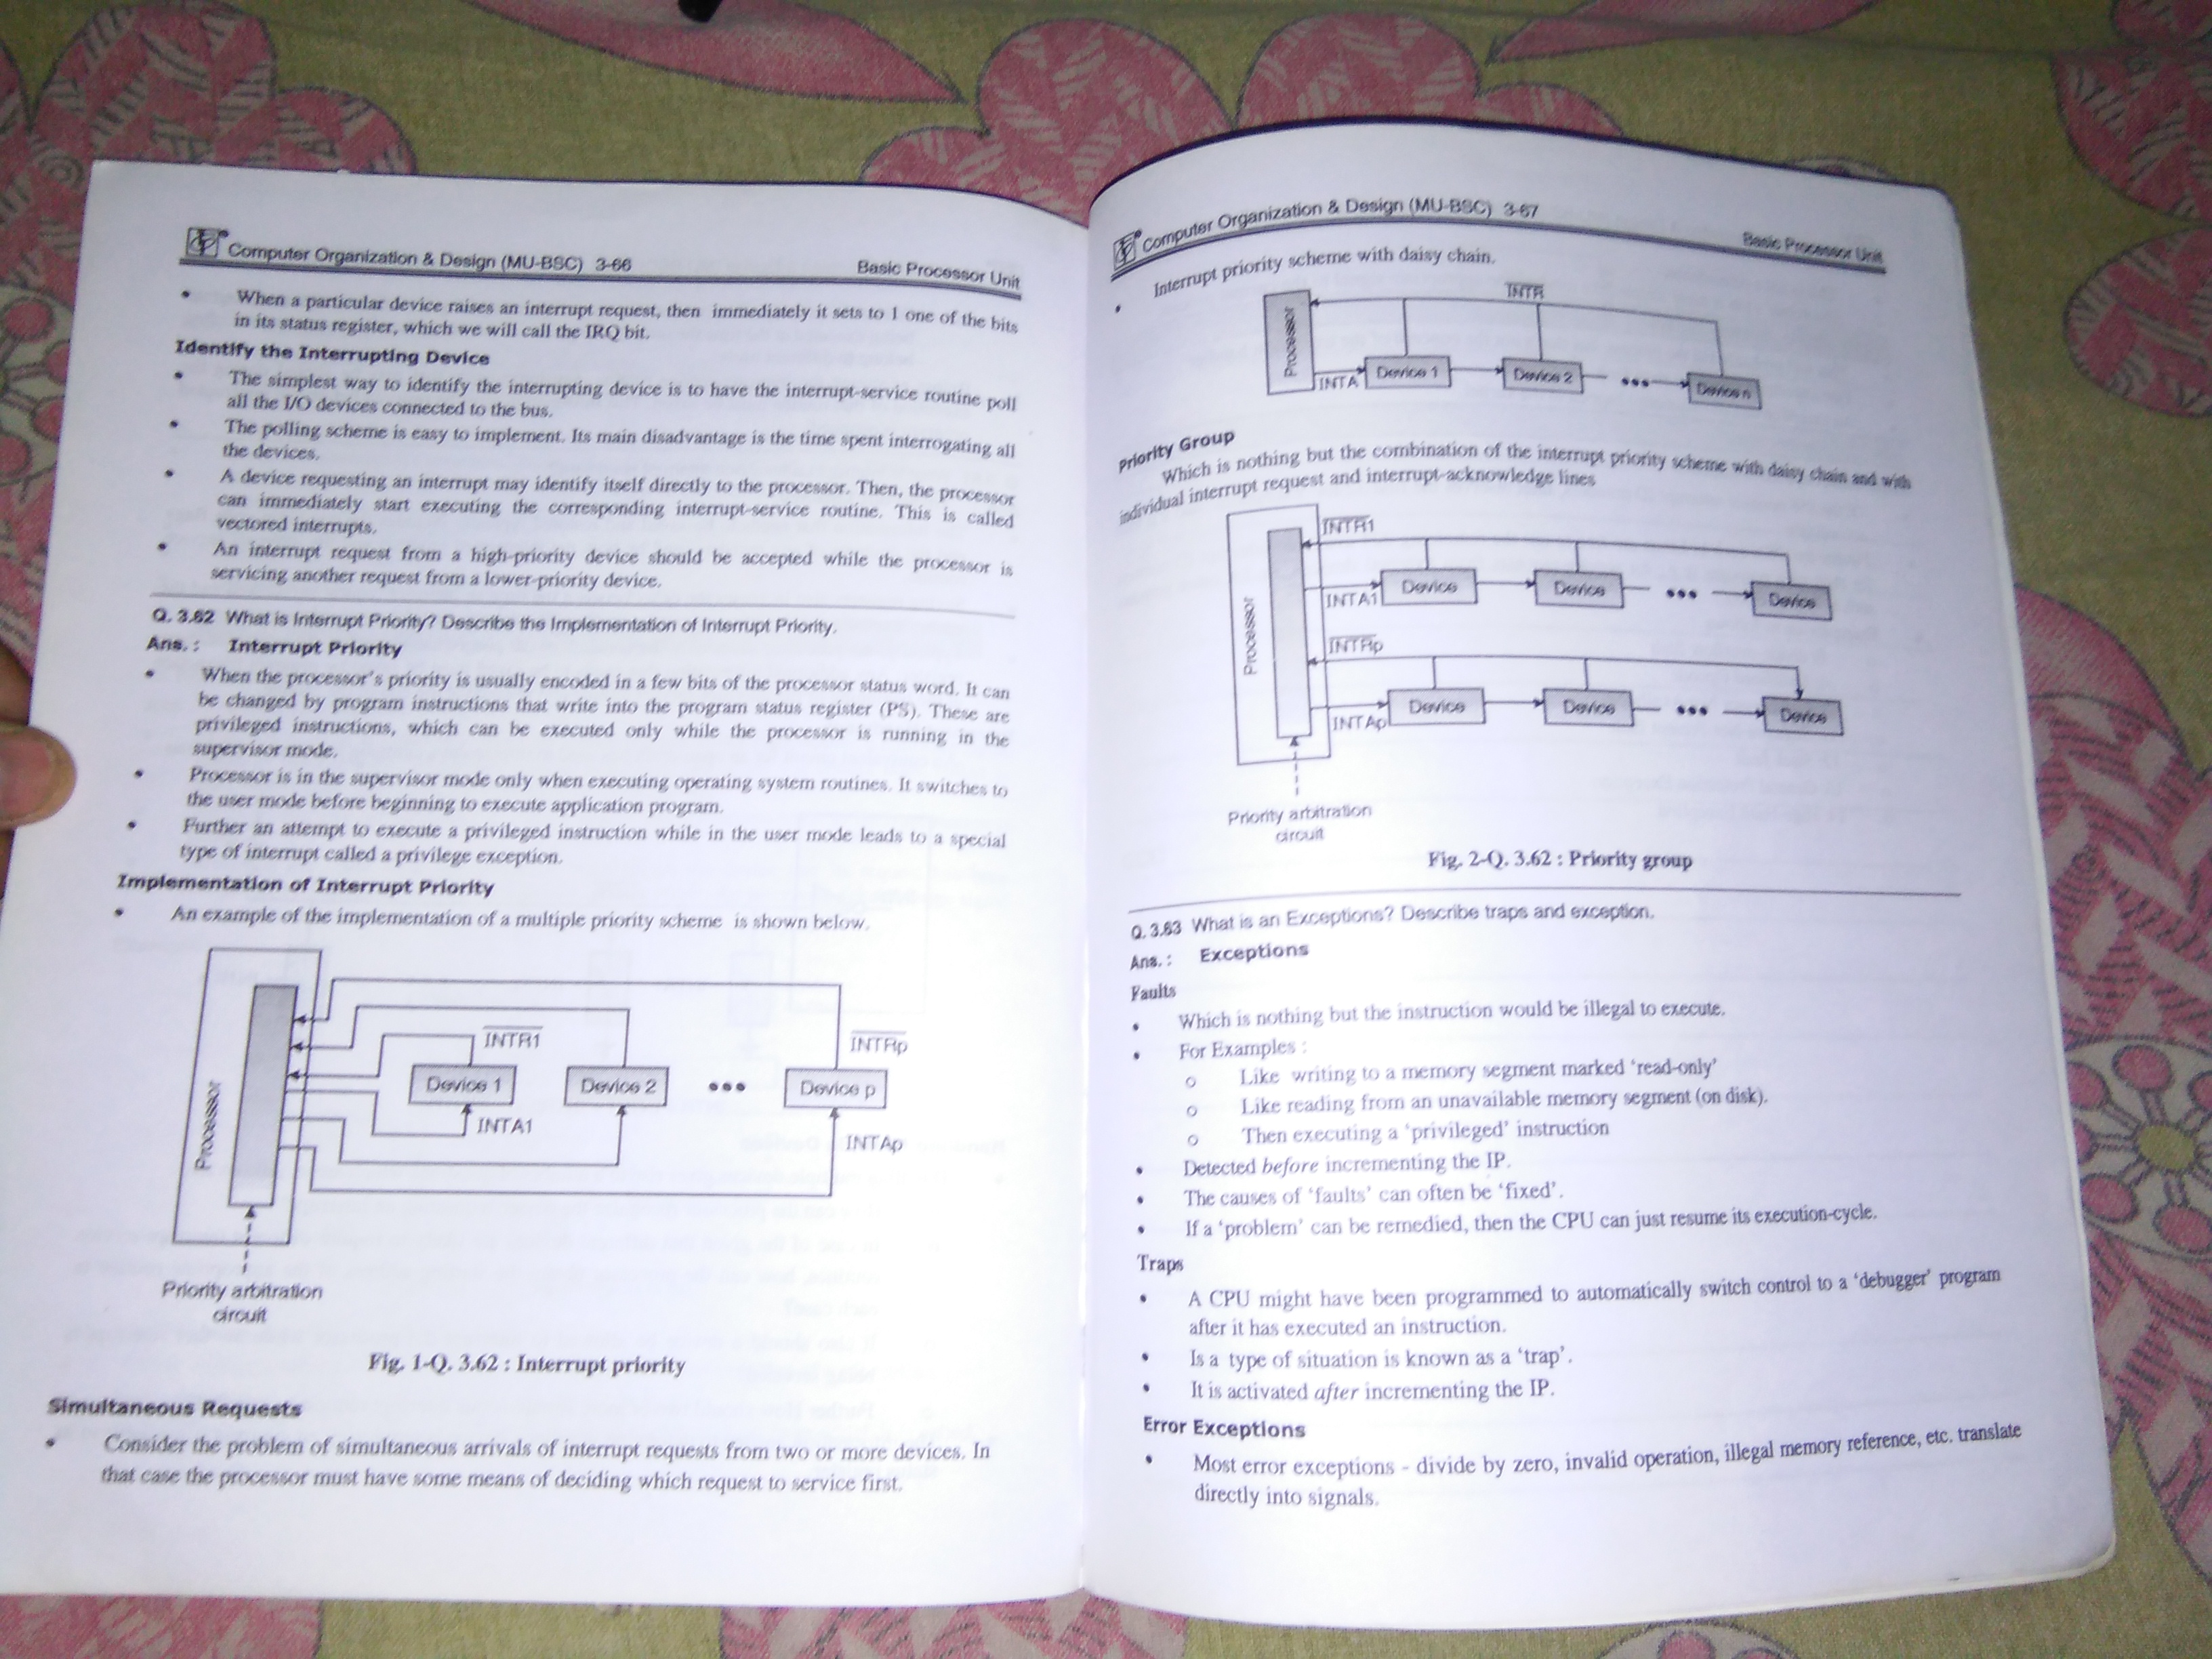 Computer Organization & Design (MU-BSC) 3-66 Basic Processor Unit
• When a particular device raises an interrupt request, then immediately it sets to 1 one of the bits
in its status register, which we will call the IRQ bit.
Identify the Interrupting Device
• The simplest way to identify the interrupting device is to have the interrupt-service routine poll
all the I/O devices connected to the bus.
• The polling scheme is easy to implement. Its main disadvantage is the time spent interrogating all
the devices.
• A device requesting an interrupt may identify itself directly to the processor. Then, the processor
can immediately start executing the corresponding interrupt-service routine. This is called
vectored interrupts.
• An interrupt request from a high-priority device should be accepted while the processor is
servicing another request from a lower-priority device.
Q. 3.62 What is Interrupt Priority? Describe the Implementation of Interrupt Priority.
Ans. : Interrupt Priority
• When the processor's priority is usually encoded in a few bits of the processor status word. It can
be changed by program instructions that write into the program status register (PS). These are
privileged instructions, which can be executed only while the processor is running in the
supervisor mode.
• Processor is in the supervisor mode only when executing operating system routines. It switches to
the user mode before beginning to execute application program.
• Further an attempt to execute a privileged instruction while in the user mode leads to a special
type of interrupt called a privilege exception.
Implementation of Interrupt Priority
• An example of the implementation of a multiple priority scheme is shown below.
Processor
INTR1
INTRp
Device 1
Device 2
Device p
INTA1
INTAp
Priority arbitration
circuit
Fig. 1-Q. 3.62 : Interrupt priority
Simultaneous Requests
• Consider the problem of simultaneous arrivals of interrupt requests from two or more devices. In
that case the processor must have some means of deciding which request to service first.
Computer Organization & Design (MU-BSC) 3-67 Basic Processor Unit
• Interrupt priority scheme with daisy chain.
INTR
Processor
INTA
Device 1
Device 2
Device n
Priority Group
Which is nothing but the combination of the interrupt priority scheme with daisy chain and with
individual interrupt request and interrupt-acknowledge lines
INTR1
Processor
INTA1
Device
Device
Device
INTRp
INTAp
Device
Device
Device
Priority arbitration
circuit
Fig. 2-Q. 3.62 : Priority group
Q. 3.63 What is an Exceptions? Describe traps and exception.
Ans. : Exceptions
Faults
• Which is nothing but the instruction would be illegal to execute.
• For Examples :
o Like writing to a memory segment marked 'read-only'
o Like reading from an unavailable memory segment (on disk).
o Then executing a 'privileged' instruction
• Detected before incrementing the IP.
• The causes of 'faults' can often be 'fixed'.
• If a 'problem' can be remedied, then the CPU can just resume its execution-cycle.
Traps
• A CPU might have been programmed to automatically switch control to a 'debugger' program
after it has executed an instruction.
• Is a type of situation is known as a 'trap'.
• It is activated after incrementing the IP.
Error Exceptions
• Most error exceptions - divide by zero, invalid operation, illegal memory reference, etc. translate
directly into signals.